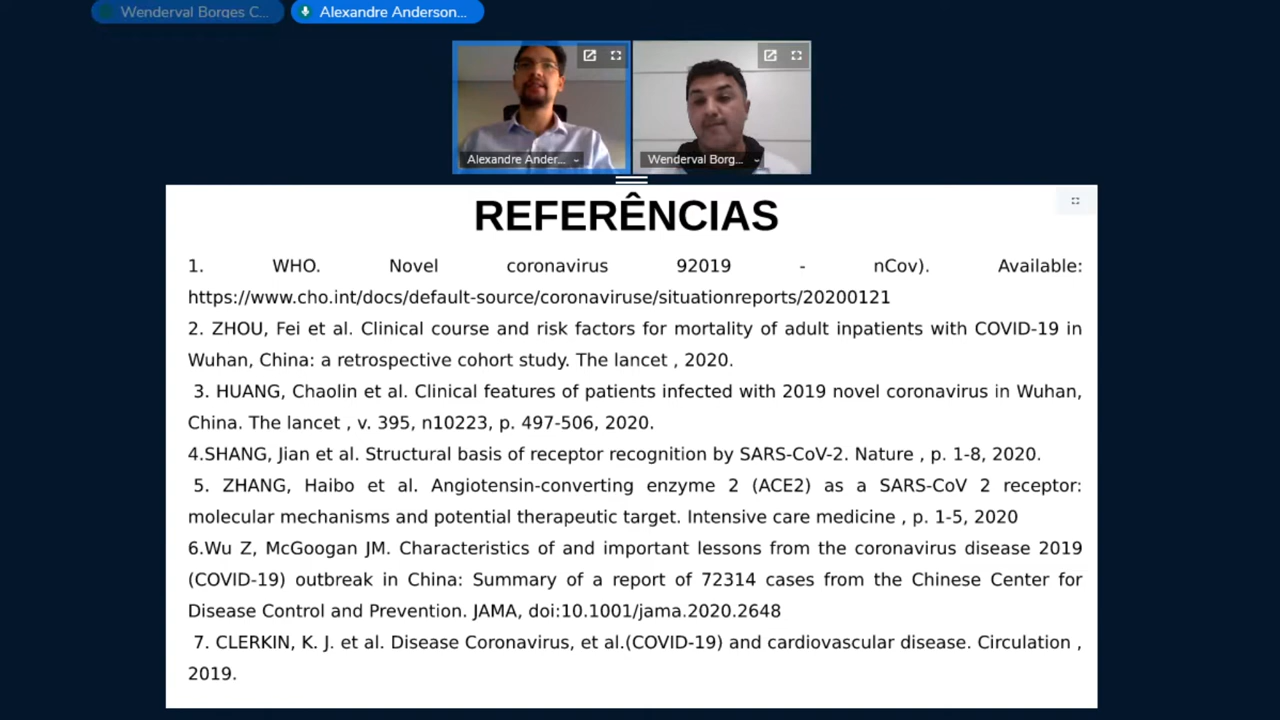 Wenderval Borges C...
Alexandre Anderson...
Alexandre Ander...
Wenderval Borg...
REFERÊNCIAS
1. WHO. Novel coronavirus 92019 - nCov). Available:
https://www.cho.int/docs/default-source/coronaviruse/situationreports/20200121
2. ZHOU, Fei et al. Clinical course and risk factors for mortality of adult inpatients with COVID-19 in
Wuhan, China: a retrospective cohort study. The lancet , 2020.
3. HUANG, Chaolin et al. Clinical features of patients infected with 2019 novel coronavirus in Wuhan,
China. The lancet , v. 395, n10223, p. 497-506, 2020.
4.SHANG, Jian et al. Structural basis of receptor recognition by SARS-CoV-2. Nature , p. 1-8, 2020.
5. ZHANG, Haibo et al. Angiotensin-converting enzyme 2 (ACE2) as a SARS-CoV 2 receptor:
molecular mechanisms and potential therapeutic target. Intensive care medicine , p. 1-5, 2020
6.Wu Z, McGoogan JM. Characteristics of and important lessons from the coronavirus disease 2019
(COVID-19) outbreak in China: Summary of a report of 72314 cases from the Chinese Center for
Disease Control and Prevention. JAMA, doi:10.1001/jama.2020.2648
7. CLERKIN, K. J. et al. Disease Coronavirus, et al.(COVID-19) and cardiovascular disease. Circulation ,
2019.